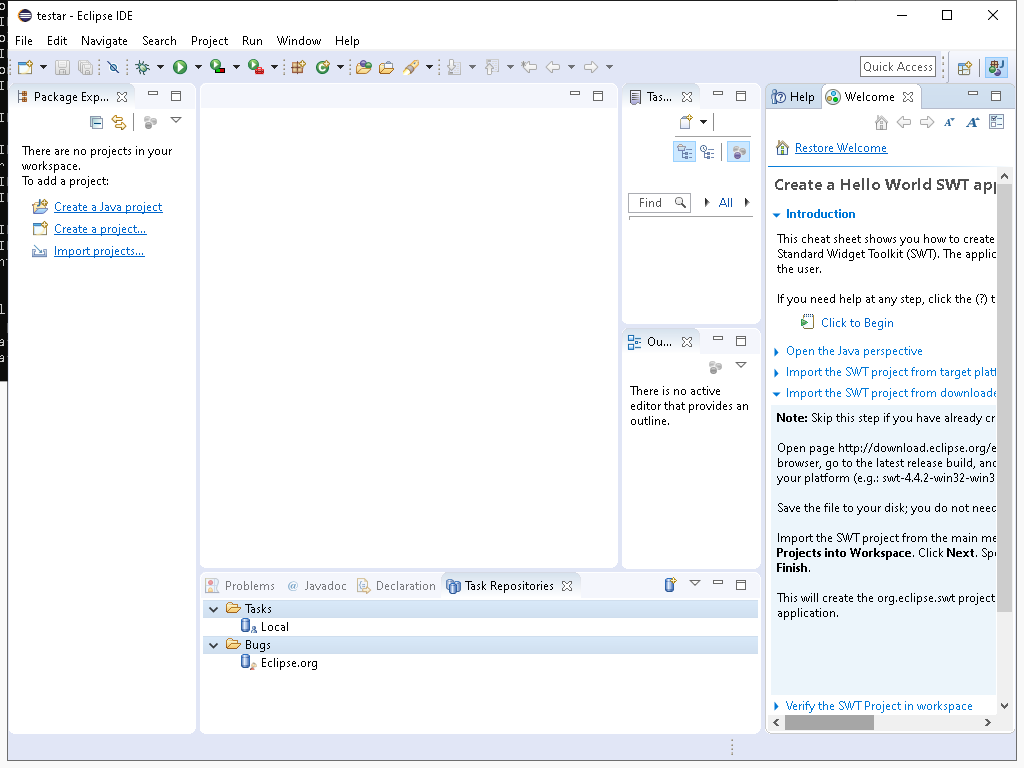 testar - Eclipse IDE
File Edit Navigate Search Project Run Window Help
Quick Access
Package Exp...
There are no projects in your
workspace.
To add a project:
Create a Java project
Create a project...
Import projects...
Tas...
Find
All
Ou...
There is no active
editor that provides an
outline.
Help
Welcome
Restore Welcome
Create a Hello World SWT app
Introduction
This cheat sheet shows you how to create
Standard Widget Toolkit (SWT). The applic
the user.
If you need help at any step, click the (?) t
Click to Begin
Open the Java perspective
Import the SWT project from target platf
Import the SWT project from downloade
Note: Skip this step if you have already cr
Open page http://download.eclipse.org/e
browser, go to the latest release build, and
your platform (e.g.: swt-4.4.2-win32-win3
Save the file to your disk; you do not need
Import the SWT project from the main me
Projects into Workspace. Click Next. Spe
Finish.
This will create the org.eclipse.swt project
application.
Verify the SWT Project in workspace
Problems @ Javadoc Declaration Task Repositories
Tasks
Local
Bugs
Eclipse.org